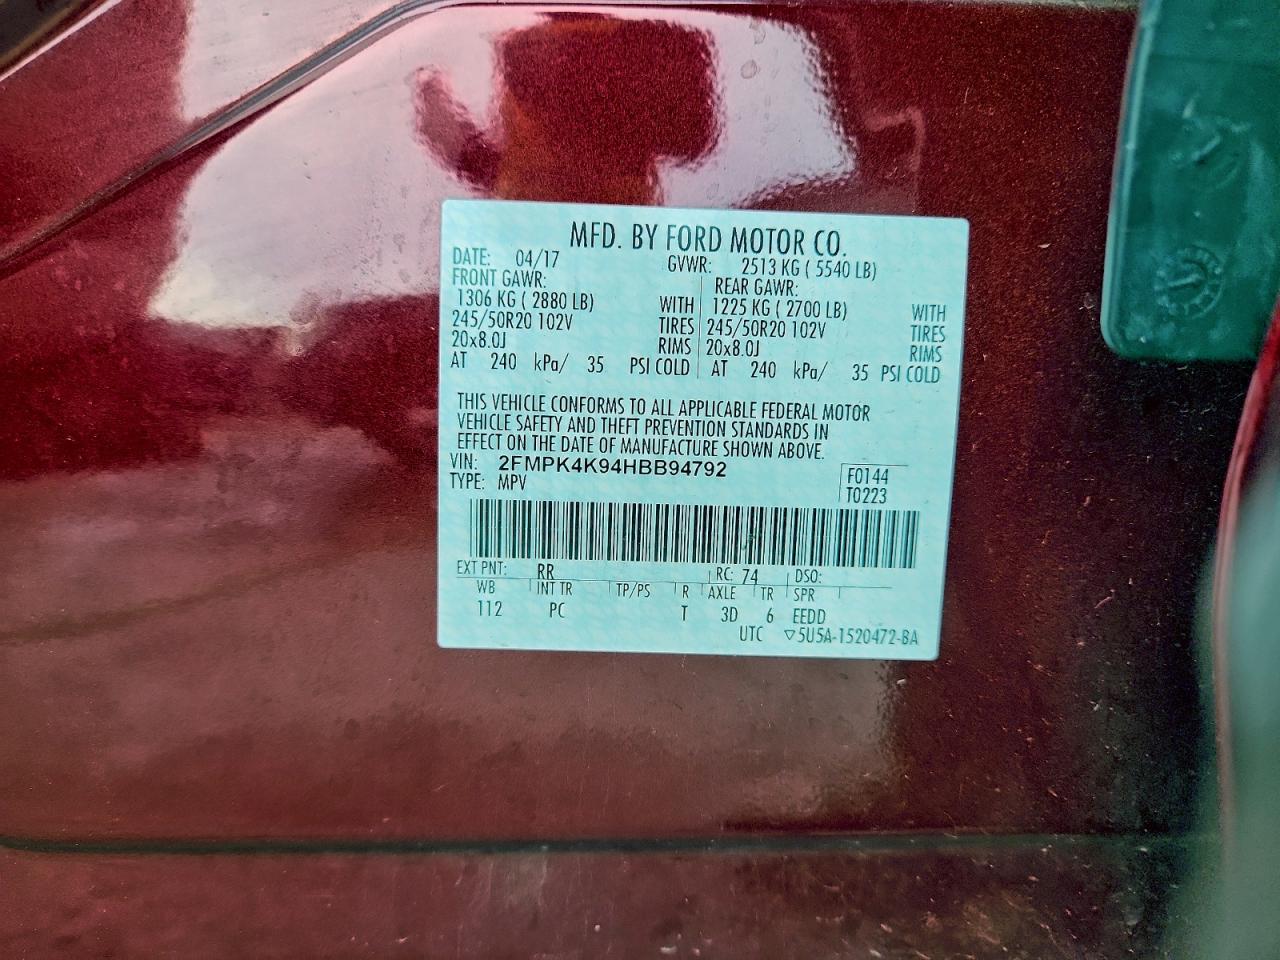 MFD. BY FORD MOTOR CO.
DATE: 04/17 GVWR: 2513 KG ( 5540 LB)
FRONT GAWR: REAR GAWR:
1306 KG ( 2880 LB) WITH 1225 KG ( 2700 LB) WITH
245/50R20 102V TIRES 245/50R20 102V TIRES
20x8.0J RIMS 20x8.0J RIMS
AT 240 kPa/ 35 PSI COLD AT 240 kPa/ 35 PSI COLD
THIS VEHICLE CONFORMS TO ALL APPLICABLE FEDERAL MOTOR
VEHICLE SAFETY AND THEFT PREVENTION STANDARDS IN
EFFECT ON THE DATE OF MANUFACTURE SHOWN ABOVE.
VIN: 2FMPK4K94HBB94792 F0144
TYPE: MPV T0223
EXT PNT: RR RC: 74 DSO:
WB INT TR TP/PS R AXLE TR SPR
112 PC T 3D 6 EEDD
UTC ▽5U5A-1520472-BA